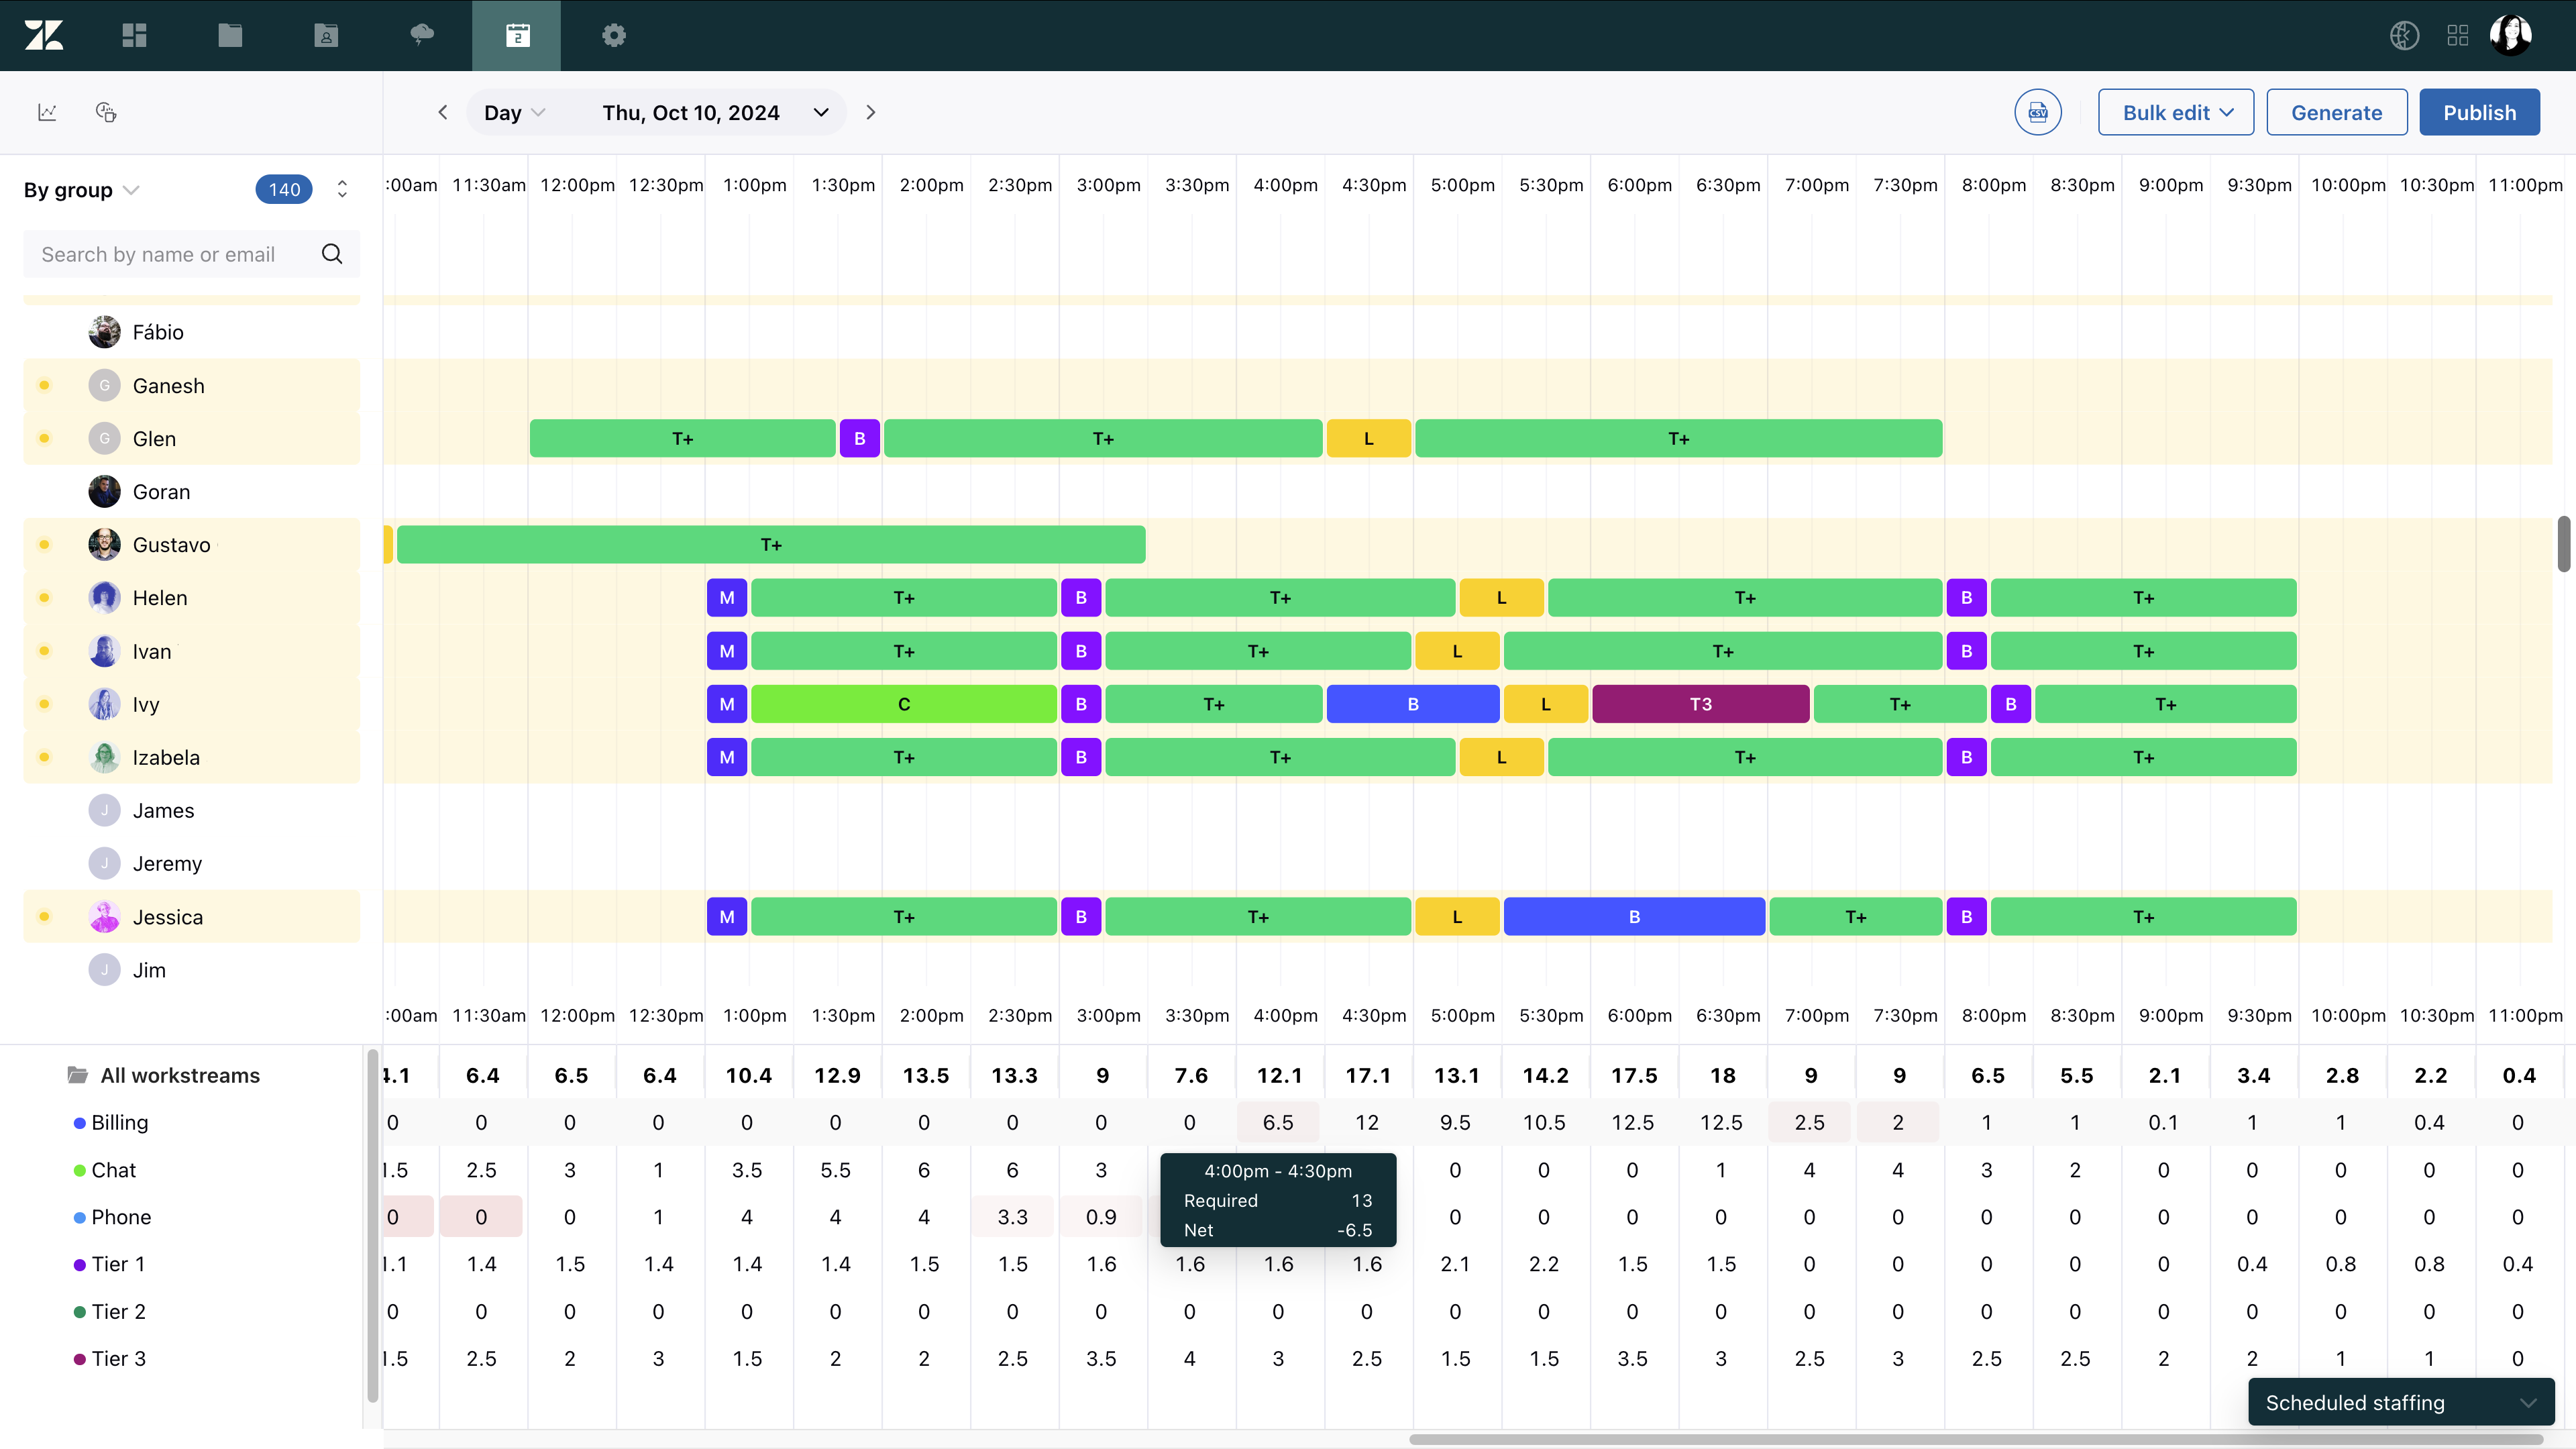 2
Day
Thu, Oct 10, 2024
CSV
Bulk edit
Generate
Publish
By group
140
:00am 11:30am 12:00pm 12:30pm 1:00pm 1:30pm 2:00pm 2:30pm 3:00pm 3:30pm 4:00pm 4:30pm 5:00pm 5:30pm 6:00pm 6:30pm 7:00pm 7:30pm 8:00pm 8:30pm 9:00pm 9:30pm 10:00pm 10:30pm 11:00pm
Search by name or email
Fábio
G Ganesh
G Glen T+ B T+ L T+
Goran
Gustavo T+
Helen M T+ B T+ L T+ B T+
Ivan M T+ B T+ L T+ B T+
Ivy M C B T+ B L T3 T+ B T+
Izabela M T+ B T+ L T+ B T+
J James
J Jeremy
Jessica M T+ B T+ L B T+ B T+
J Jim
:00am 11:30am 12:00pm 12:30pm 1:00pm 1:30pm 2:00pm 2:30pm 3:00pm 3:30pm 4:00pm 4:30pm 5:00pm 5:30pm 6:00pm 6:30pm 7:00pm 7:30pm 8:00pm 8:30pm 9:00pm 9:30pm 10:00pm 10:30pm 11:00pm
All workstreams 4.1 6.4 6.5 6.4 10.4 12.9 13.5 13.3 9 7.6 12.1 17.1 13.1 14.2 17.5 18 9 9 6.5 5.5 2.1 3.4 2.8 2.2 0.4
Billing 0 0 0 0 0 0 0 0 0 0 6.5 12 9.5 10.5 12.5 12.5 2.5 2 1 1 0.1 1 1 0.4 0
Chat 1.5 2.5 3 1 3.5 5.5 6 6 3 0 0 0 1 4 4 3 2 0 0 0 0 0
Phone 0 0 0 1 4 4 4 3.3 0.9 0 0 0 0 0 0 0 0 0 0 0 0 0
4:00pm - 4:30pm
Required 13
Net -6.5
Tier 1 1.1 1.4 1.5 1.4 1.4 1.4 1.5 1.5 1.6 1.6 1.6 1.6 2.1 2.2 1.5 1.5 0 0 0 0 0 0.4 0.8 0.8 0.4
Tier 2 0 0 0 0 0 0 0 0 0 0 0 0 0 0 0 0 0 0 0 0 0 0 0 0 0
Tier 3 1.5 2.5 2 3 1.5 2 2 2.5 3.5 4 3 2.5 1.5 1.5 3.5 3 2.5 3 2.5 2.5 2 2 1 1 0
Scheduled staffing